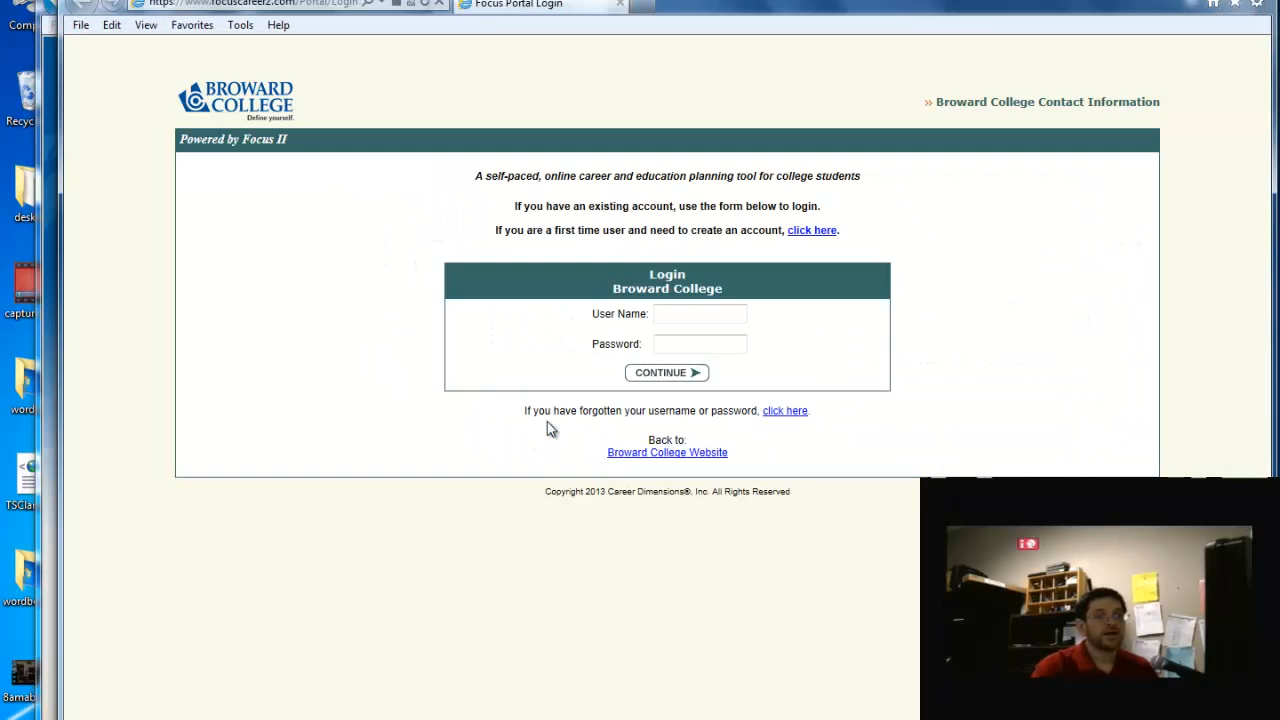 https://www.focuscareer2.com/Portal/Login
Focus Portal Login
File Edit View Favorites Tools Help
BROWARD
COLLEGE
Define yourself.
›› Broward College Contact Information
Powered by Focus II
A self-paced, online career and education planning tool for college students
If you have an existing account, use the form below to login.
If you are a first time user and need to create an account, click here.
Login
Broward College
User Name:
Password:
CONTINUE
If you have forgotten your username or password, click here.
Back to:
Broward College Website
Copyright 2013 Career Dimensions®, Inc. All Rights Reserved
Comp
Recyc
desk
captur
word
TSCla
wordb